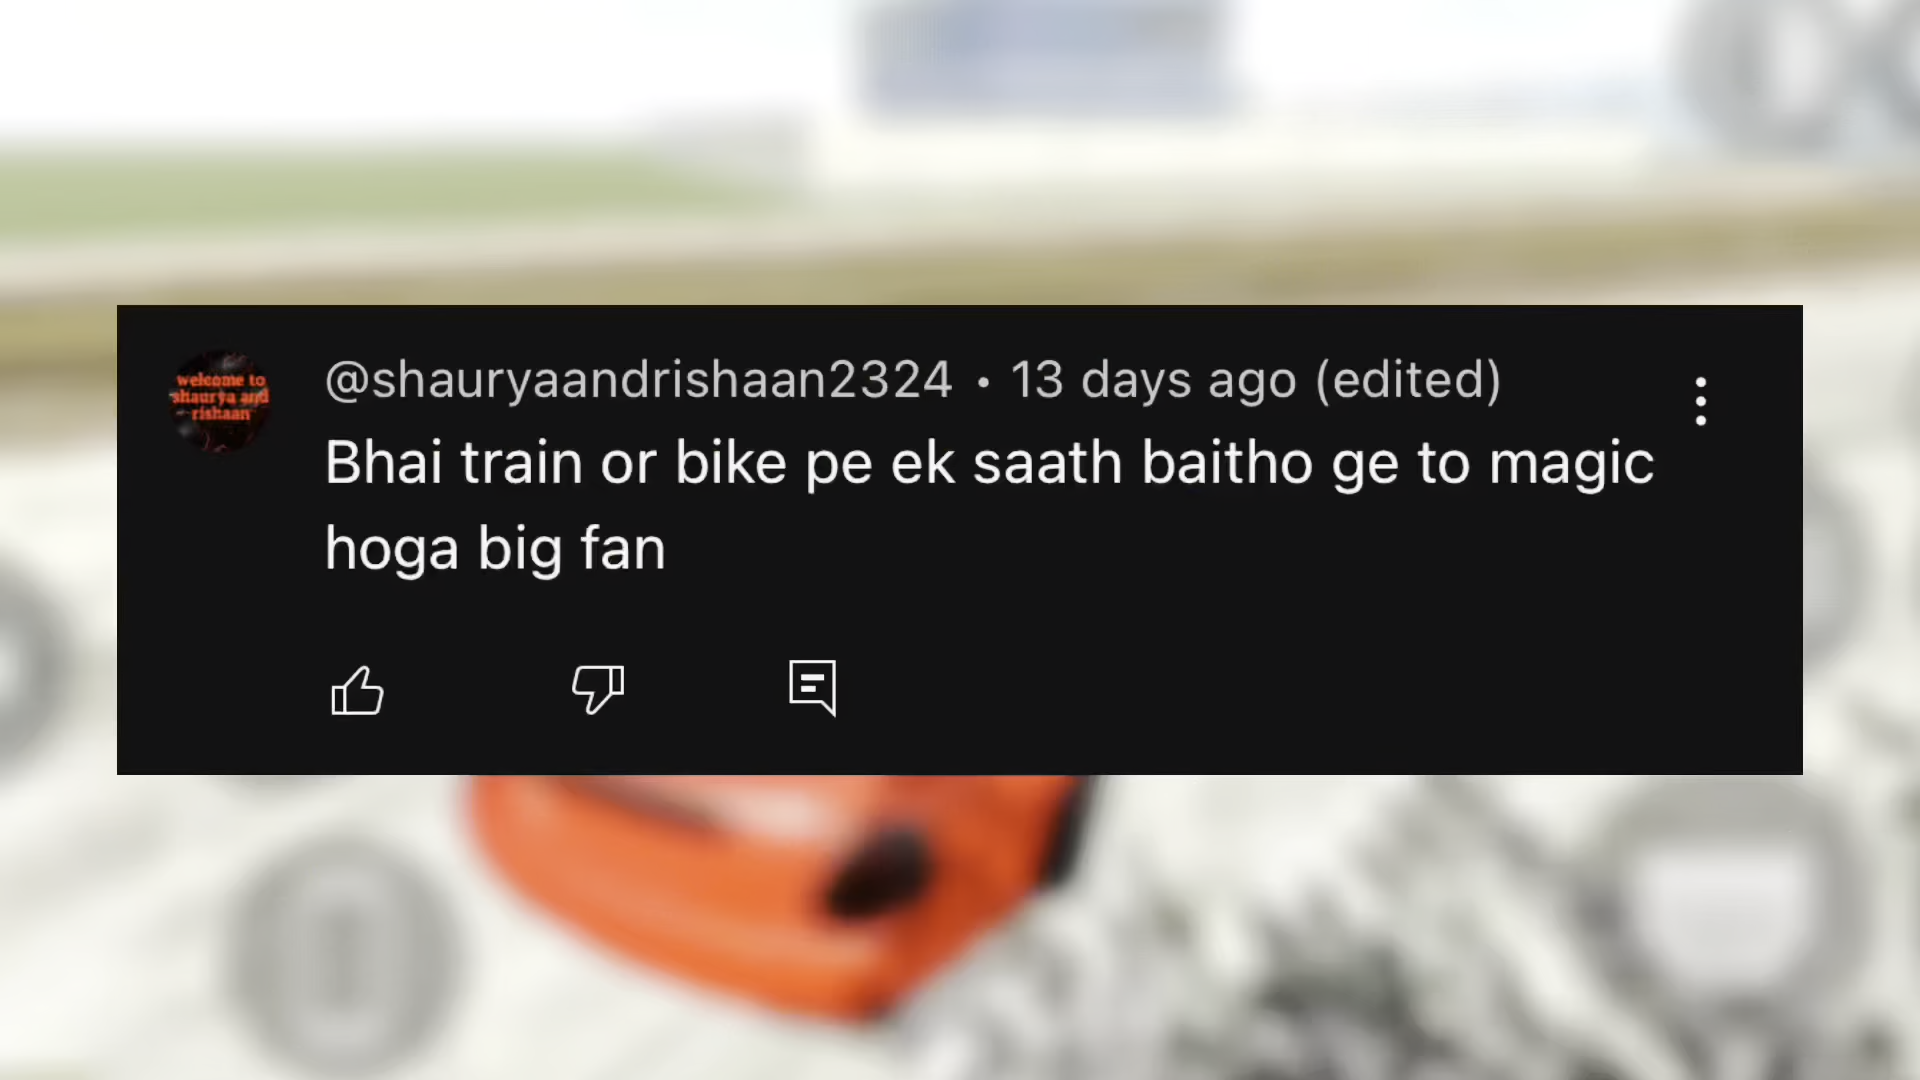 welcome to
shaurya and
rishaan
@shauryaandrishaan2324 • 13 days ago (edited)
Bhai train or bike pe ek saath baitho ge to magic
hoga big fan